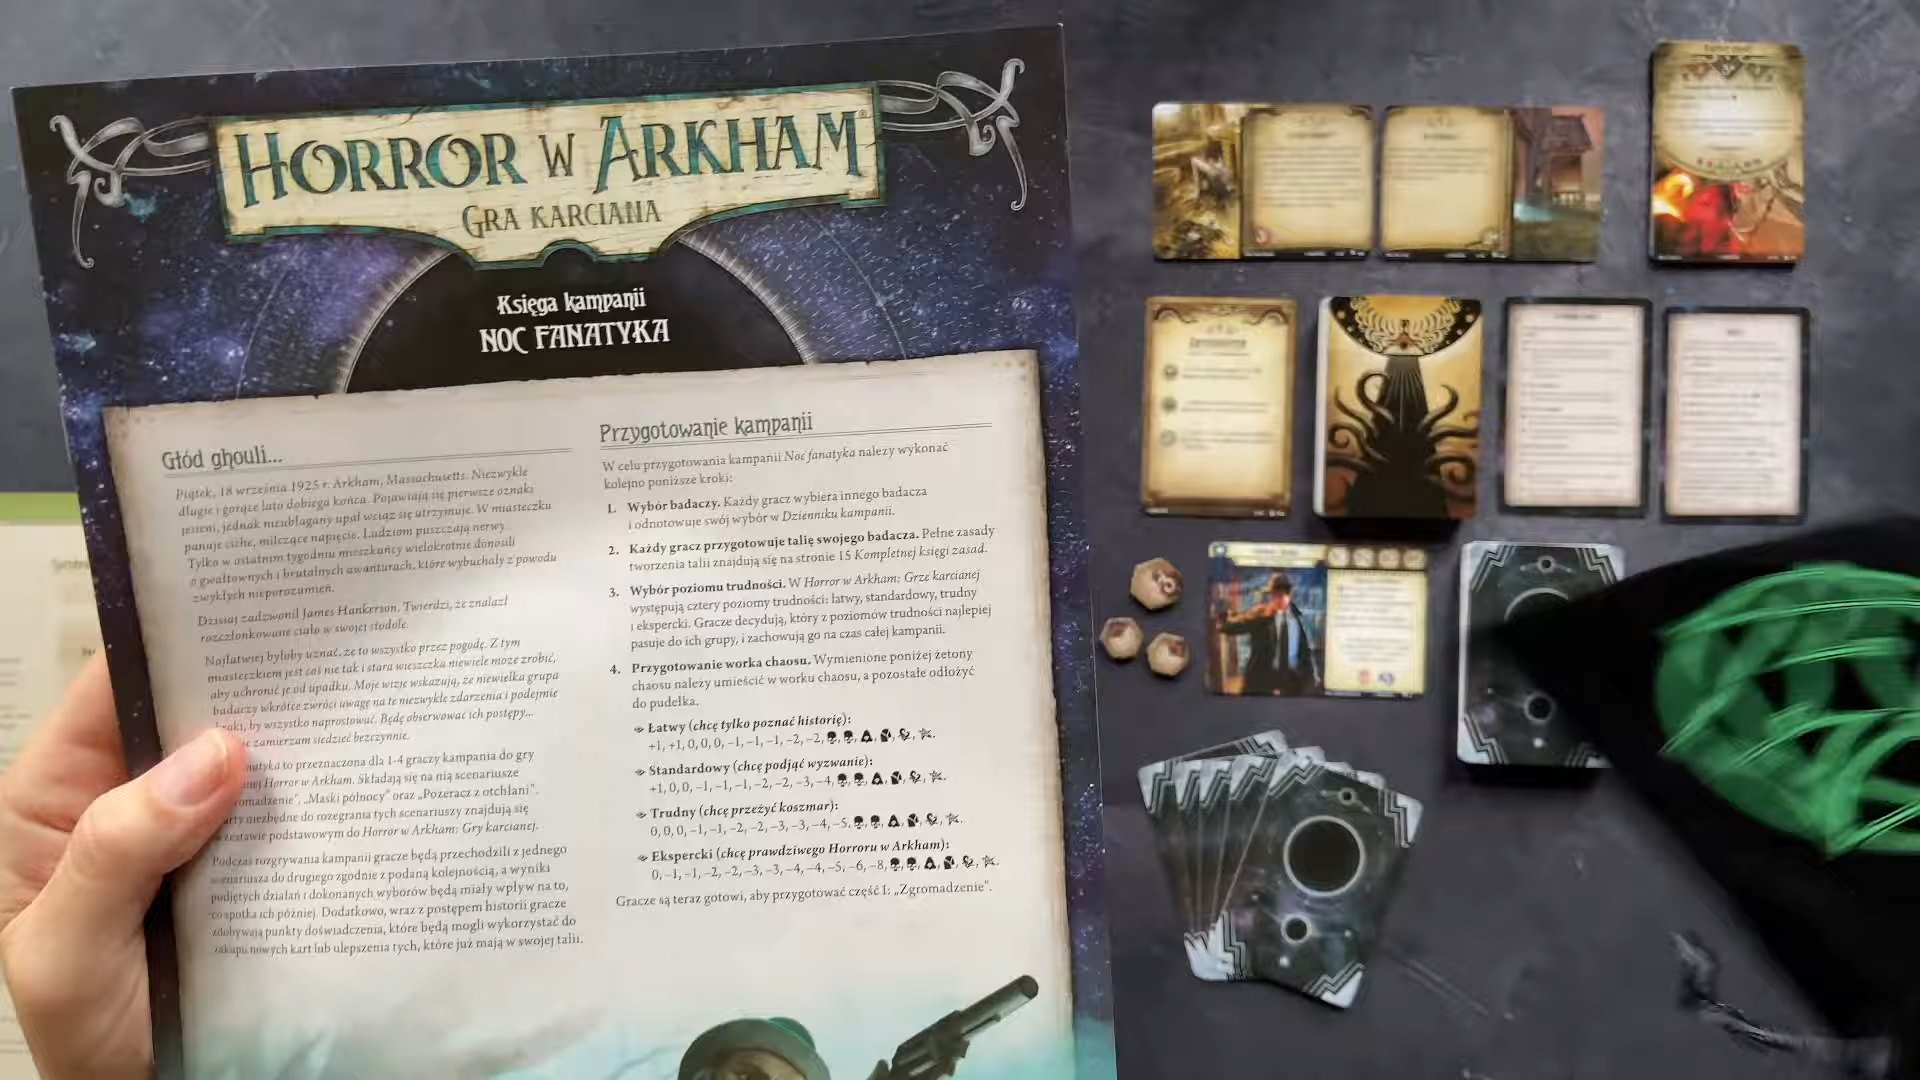 HORROR W ARKHAM®
GRA KARCIANA
Księga kampanii
NOC FANATYKA
Głód ghouli...
Piątek, 18 września 1925 r. Arkham, Massachusetts. Niezwykle
długie i gorące lato dobiega końca. Pojawiają się pierwsze oznaki
jesieni, jednak nieubłagany upał wciąż się utrzymuje. W miasteczku
panuje ciche, milczące napięcie. Ludziom puszczają nerwy.
Tylko w ostatnim tygodniu mieszkańcy wielokrotnie donosili
o gwałtownych i brutalnych awanturach, które wybuchały z powodu
zwykłych nieporozumień.
Dzisiaj zadzwonił James Hankerson. Twierdzi, że znalazł
rozczłonkowane ciało w swojej stodole.
Najłatwiej byłoby uznać, że to wszystko przez pogodę. Z tym
miasteczkiem jest coś nie tak i stara wieszczka niewiele może zrobić,
aby uchronić je od upadku. Moje wizje wskazują, że niewielka grupa
badaczy wkrótce zwróci uwagę na te niezwykłe zdarzenia i podejmie
kroki, by wszystko naprostować. Będę obserwować ich postępy...
zamierzam siedzieć bezczynnie.
to przeznaczona dla 1-4 graczy kampania do gry
Horror w Arkham. Składają się na nią scenariusze
„Maski północy" oraz „Pożeracz z otchłani".
niezbędne do rozegrania tych scenariuszy znajdują się
zestawie podstawowym do Horror w Arkham: Gry karcianej.
Podczas rozgrywania kampanii gracze będą przechodzili z jednego
scenariusza do drugiego zgodnie z podaną kolejnością, a wyniki
podjętych działań i dokonanych wyborów będą miały wpływ na to,
co spotka ich później. Dodatkowo, wraz z postępem historii gracze
zdobywają punkty doświadczenia, które będą mogli wykorzystać do
zakupu nowych kart lub ulepszenia tych, które już mają w swojej talii.
Przygotowanie kampanii
W celu przygotowania kampanii Noc fanatyka należy wykonać
kolejno poniższe kroki:
1. Wybór badaczy. Każdy gracz wybiera innego badacza
i odnotowuje swój wybór w Dzienniku kampanii.
2. Każdy gracz przygotowuje talię swojego badacza. Pełne zasady
tworzenia talii znajdują się na stronie 15 Kompletnej księgi zasad.
3. Wybór poziomu trudności. W Horror w Arkham: Grze karcianej
występują cztery poziomy trudności: łatwy, standardowy, trudny
i ekspercki. Gracze decydują, który z poziomów trudności najlepiej
pasuje do ich grupy, i zachowują go na czas całej kampanii.
4. Przygotowanie worka chaosu. Wymienione poniżej żetony
chaosu należy umieścić w worku chaosu, a pozostałe odłożyć
do pudełka.
Łatwy (chcę tylko poznać historię):
+1, +1, 0, 0, 0, -1, -1, -1, -2, -2,
Standardowy (chcę podjąć wyzwanie):
+1, 0, 0, -1, -1, -1, -2, -2, -3, -4,
Trudny (chcę przeżyć koszmar):
0, 0, 0, -1, -1, -2, -2, -3, -3, -4, -5,
Ekspercki (chcę prawdziwego Horroru w Arkham):
0, -1, -1, -2, -2, -3, -3, -4, -4, -5, -6, -8,
Gracze są teraz gotowi, aby przygotować część I: „Zgromadzenie".